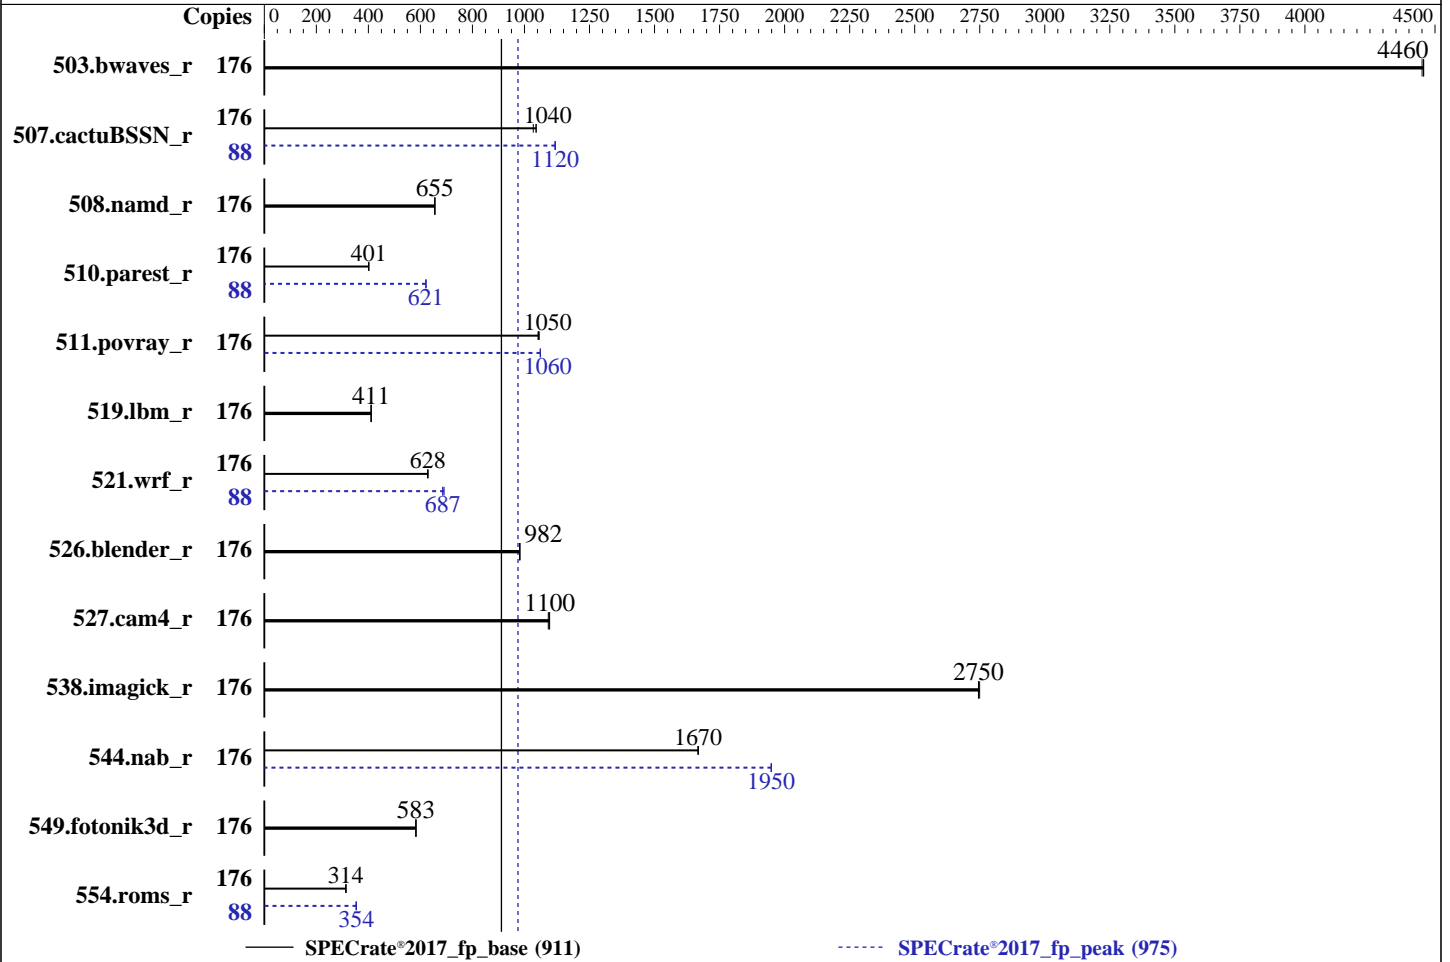 Copies 0 200 400 600 800 1000 1250 1500 1750 2000 2250 2500 2750 3000 3250 3500 3750 4000 4500
503.bwaves_r 176 4460
507.cactuBSSN_r 176 1040
88 1120
508.namd_r 176 655
510.parest_r 176 401
88 621
511.povray_r 176 1050
1060
519.lbm_r 176 411
521.wrf_r 176 628
88 687
526.blender_r 176 982
527.cam4_r 176 1100
538.imagick_r 176 2750
544.nab_r 176 1670
1950
549.fotonik3d_r 176 583
554.roms_r 176 314
88 354
SPECrate®2017_fp_base (911) SPECrate®2017_fp_peak (975)